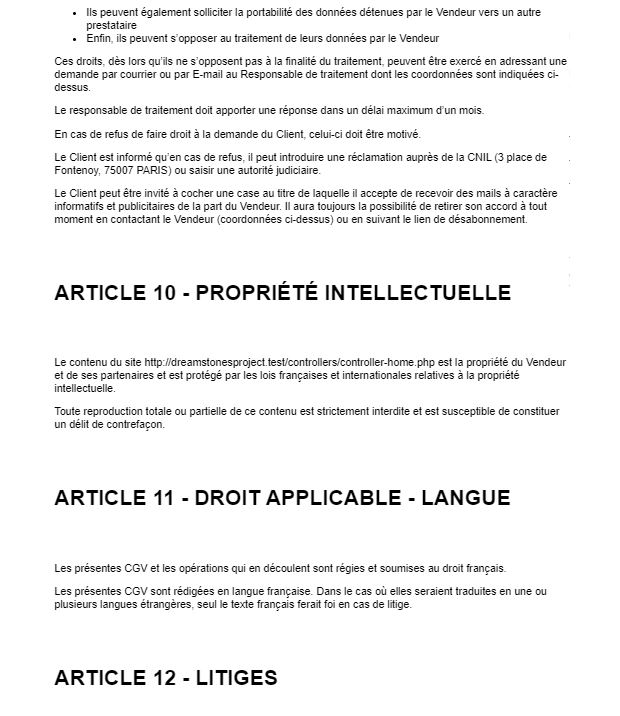 Ils peuvent également solliciter la portabilité des données détenues par le Vendeur vers un autre
prestataire
Enfin, ils peuvent s'opposer au traitement de leurs données par le Vendeur
Ces droits, dès lors qu'ils ne s'opposent pas à la finalité du traitement, peuvent être exercé en adressant une
demande par courrier ou par E-mail au Responsable de traitement dont les coordonnées sont indiquées ci-
dessus.
Le responsable de traitement doit apporter une réponse dans un délai maximum d'un mois.
En cas de refus de faire droit à la demande du Client, celui-ci doit être motivé.
Le Client est informé qu'en cas de refus, il peut introduire une réclamation auprès de la CNIL (3 place de
Fontenoy, 75007 PARIS) ou saisir une autorité judiciaire.
Le Client peut être invité à cocher une case au titre de laquelle il accepte de recevoir des mails à caractère
informatifs et publicitaires de la part du Vendeur. Il aura toujours la possibilité de retirer son accord à tout
moment en contactant le Vendeur (coordonnées ci-dessus) ou en suivant le lien de désabonnement.
ARTICLE 10 - PROPRIÉTÉ INTELLECTUELLE
Le contenu du site http://dreamstonesproject.test/controllers/controller-home.php est la propriété du Vendeur
et de ses partenaires et est protégé par les lois françaises et internationales relatives à la propriété
intellectuelle.
Toute reproduction totale ou partielle de ce contenu est strictement interdite et est susceptible de constituer
un délit de contrefaçon.
ARTICLE 11 - DROIT APPLICABLE - LANGUE
Les présentes CGV et les opérations qui en découlent sont régies et soumises au droit français.
Les présentes CGV sont rédigées en langue française. Dans le cas où elles seraient traduites en une ou
plusieurs langues étrangères, seul le texte français ferait foi en cas de litige.
ARTICLE 12 - LITIGES